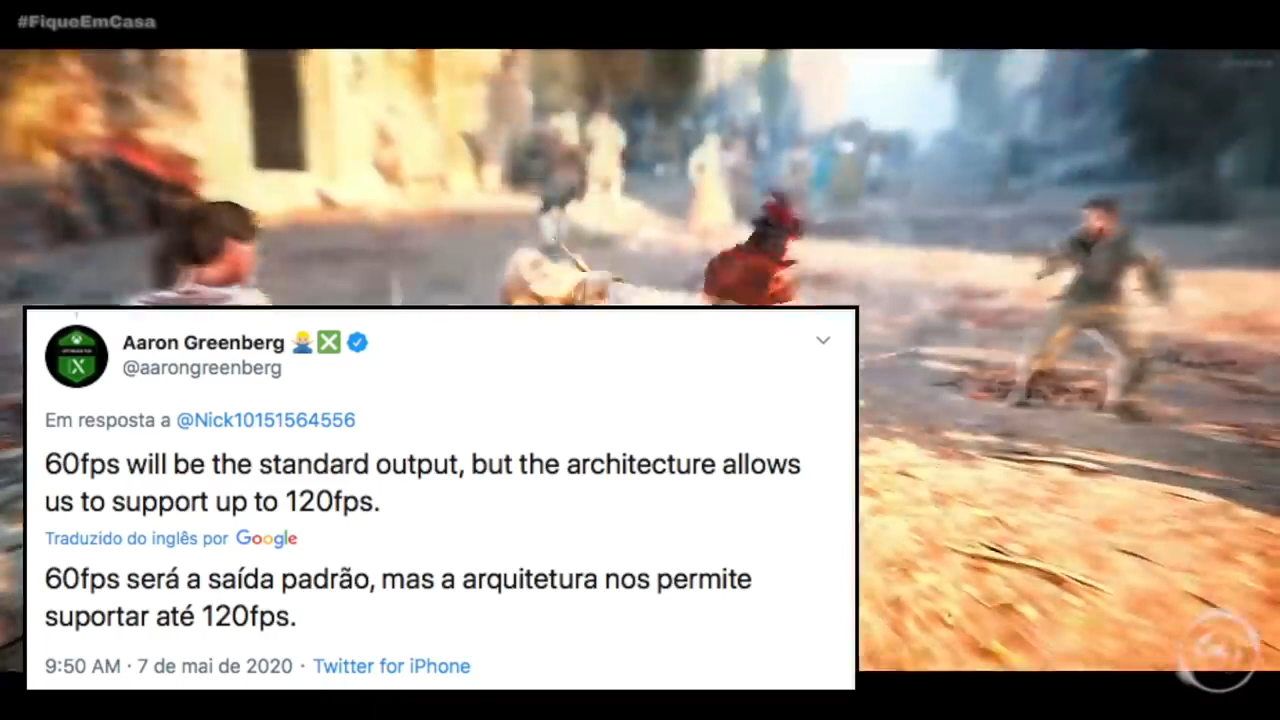 #FiqueEmCasa
Aaron Greenberg
@aarongreenberg
Em resposta a @Nick10151564556
60fps will be the standard output, but the architecture allows
us to support up to 120fps.
Traduzido do inglês por Google
60fps será a saída padrão, mas a arquitetura nos permite
suportar até 120fps.
9:50 AM · 7 de mai de 2020 · Twitter for iPhone